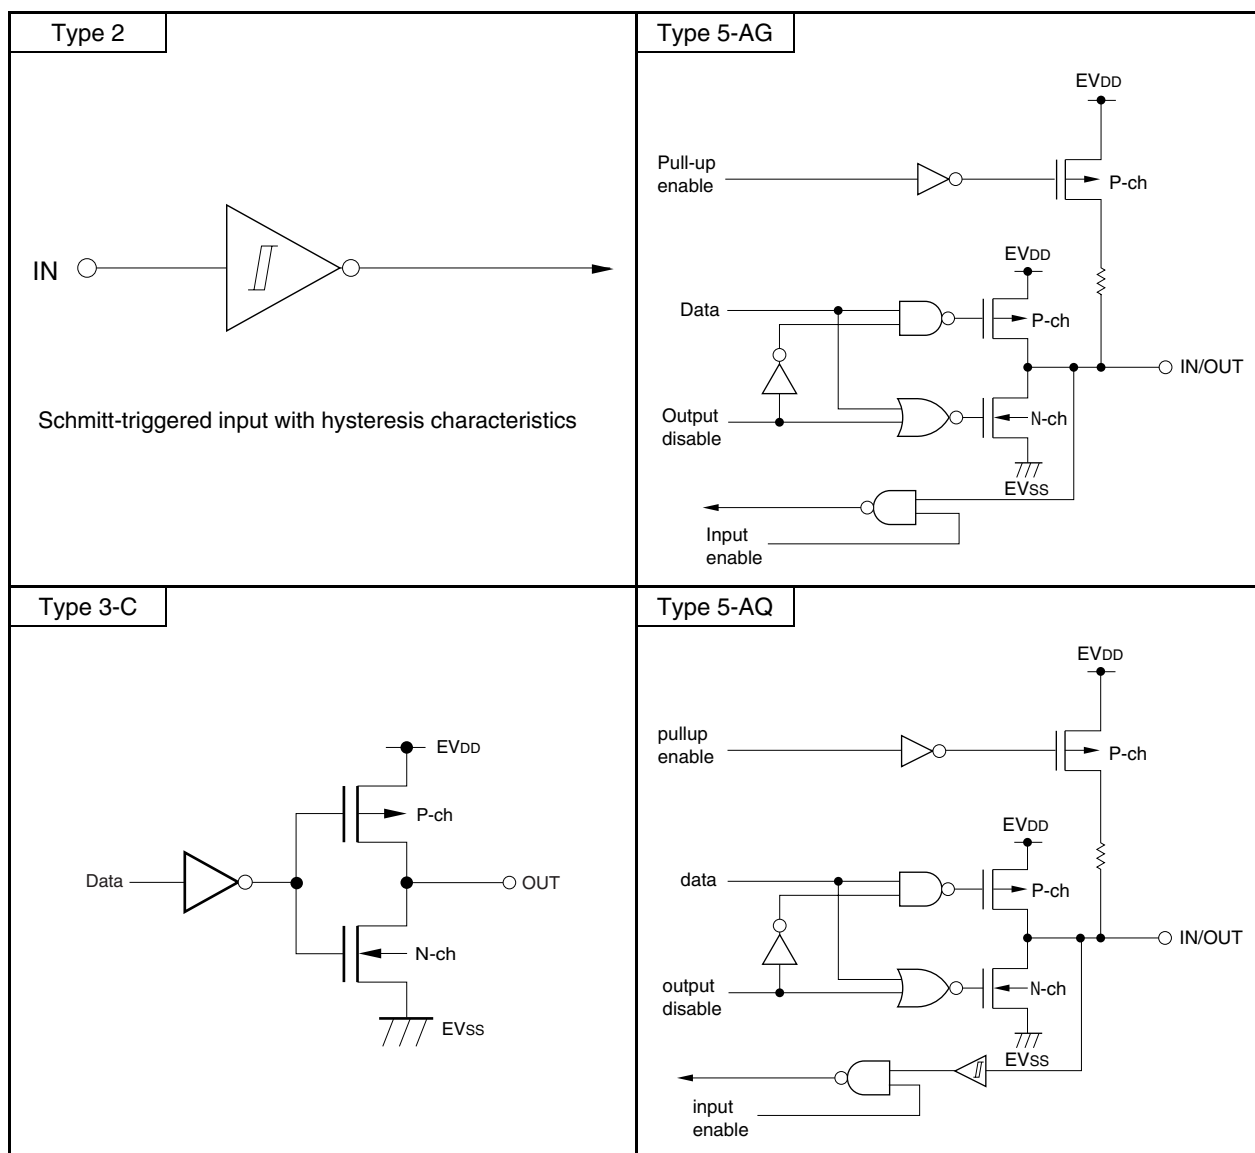 Type 2
IN
Schmitt-triggered input with hysteresis characteristics
Type 5-AG
EVDD
Pull-up
enable
P-ch
EVDD
Data
P-ch
IN/OUT
Output
disable
N-ch
EVSS
Input
enable
Type 3-C
EVDD
P-ch
Data
OUT
N-ch
EVSS
Type 5-AQ
EVDD
pullup
enable
P-ch
EVDD
data
P-ch
IN/OUT
output
disable
N-ch
EVSS
input
enable